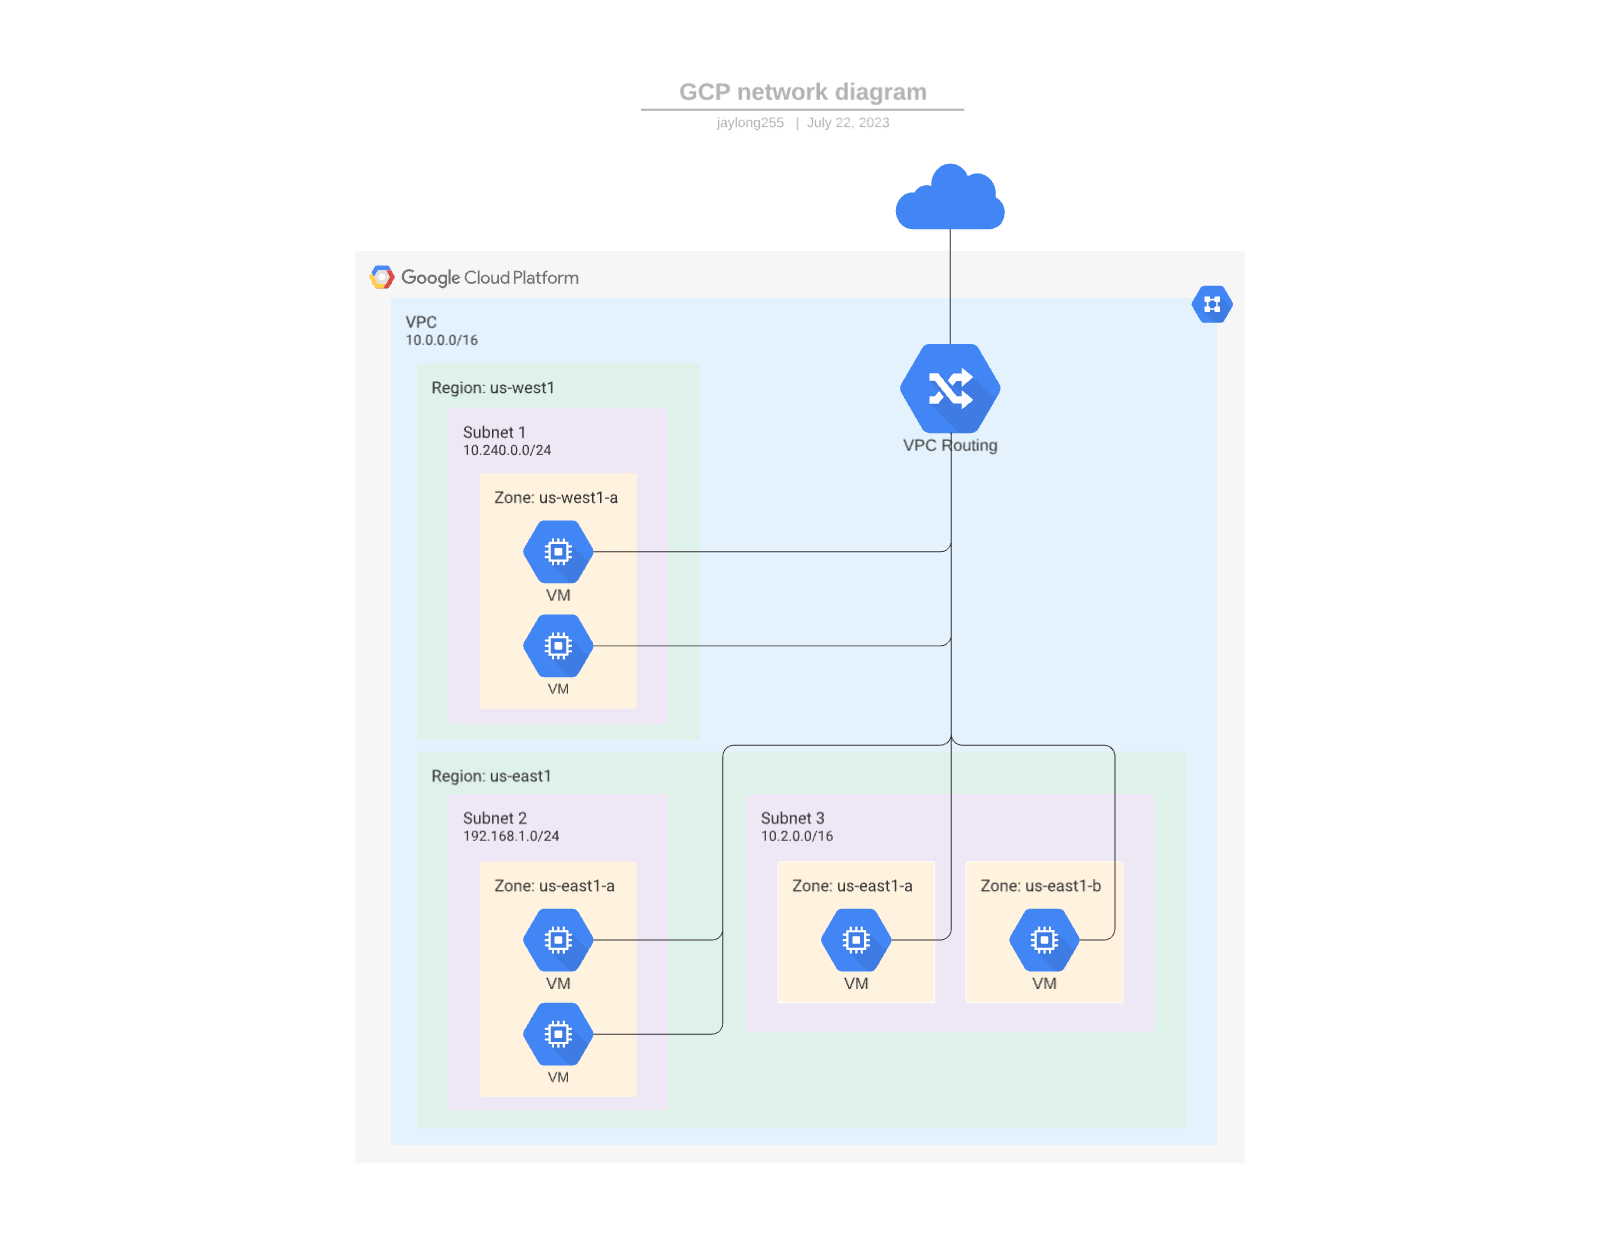 GCP network diagram
jaylong255 | July 22, 2023
Google Cloud Platform
VPC
10.0.0.0/16
Region: us-west1
Subnet 1
10.240.0.0/24
Zone: us-west1-a
VM
VM
VPC Routing
Region: us-east1
Subnet 2
192.168.1.0/24
Zone: us-east1-a
VM
VM
Subnet 3
10.2.0.0/16
Zone: us-east1-a
VM
Zone: us-east1-b
VM